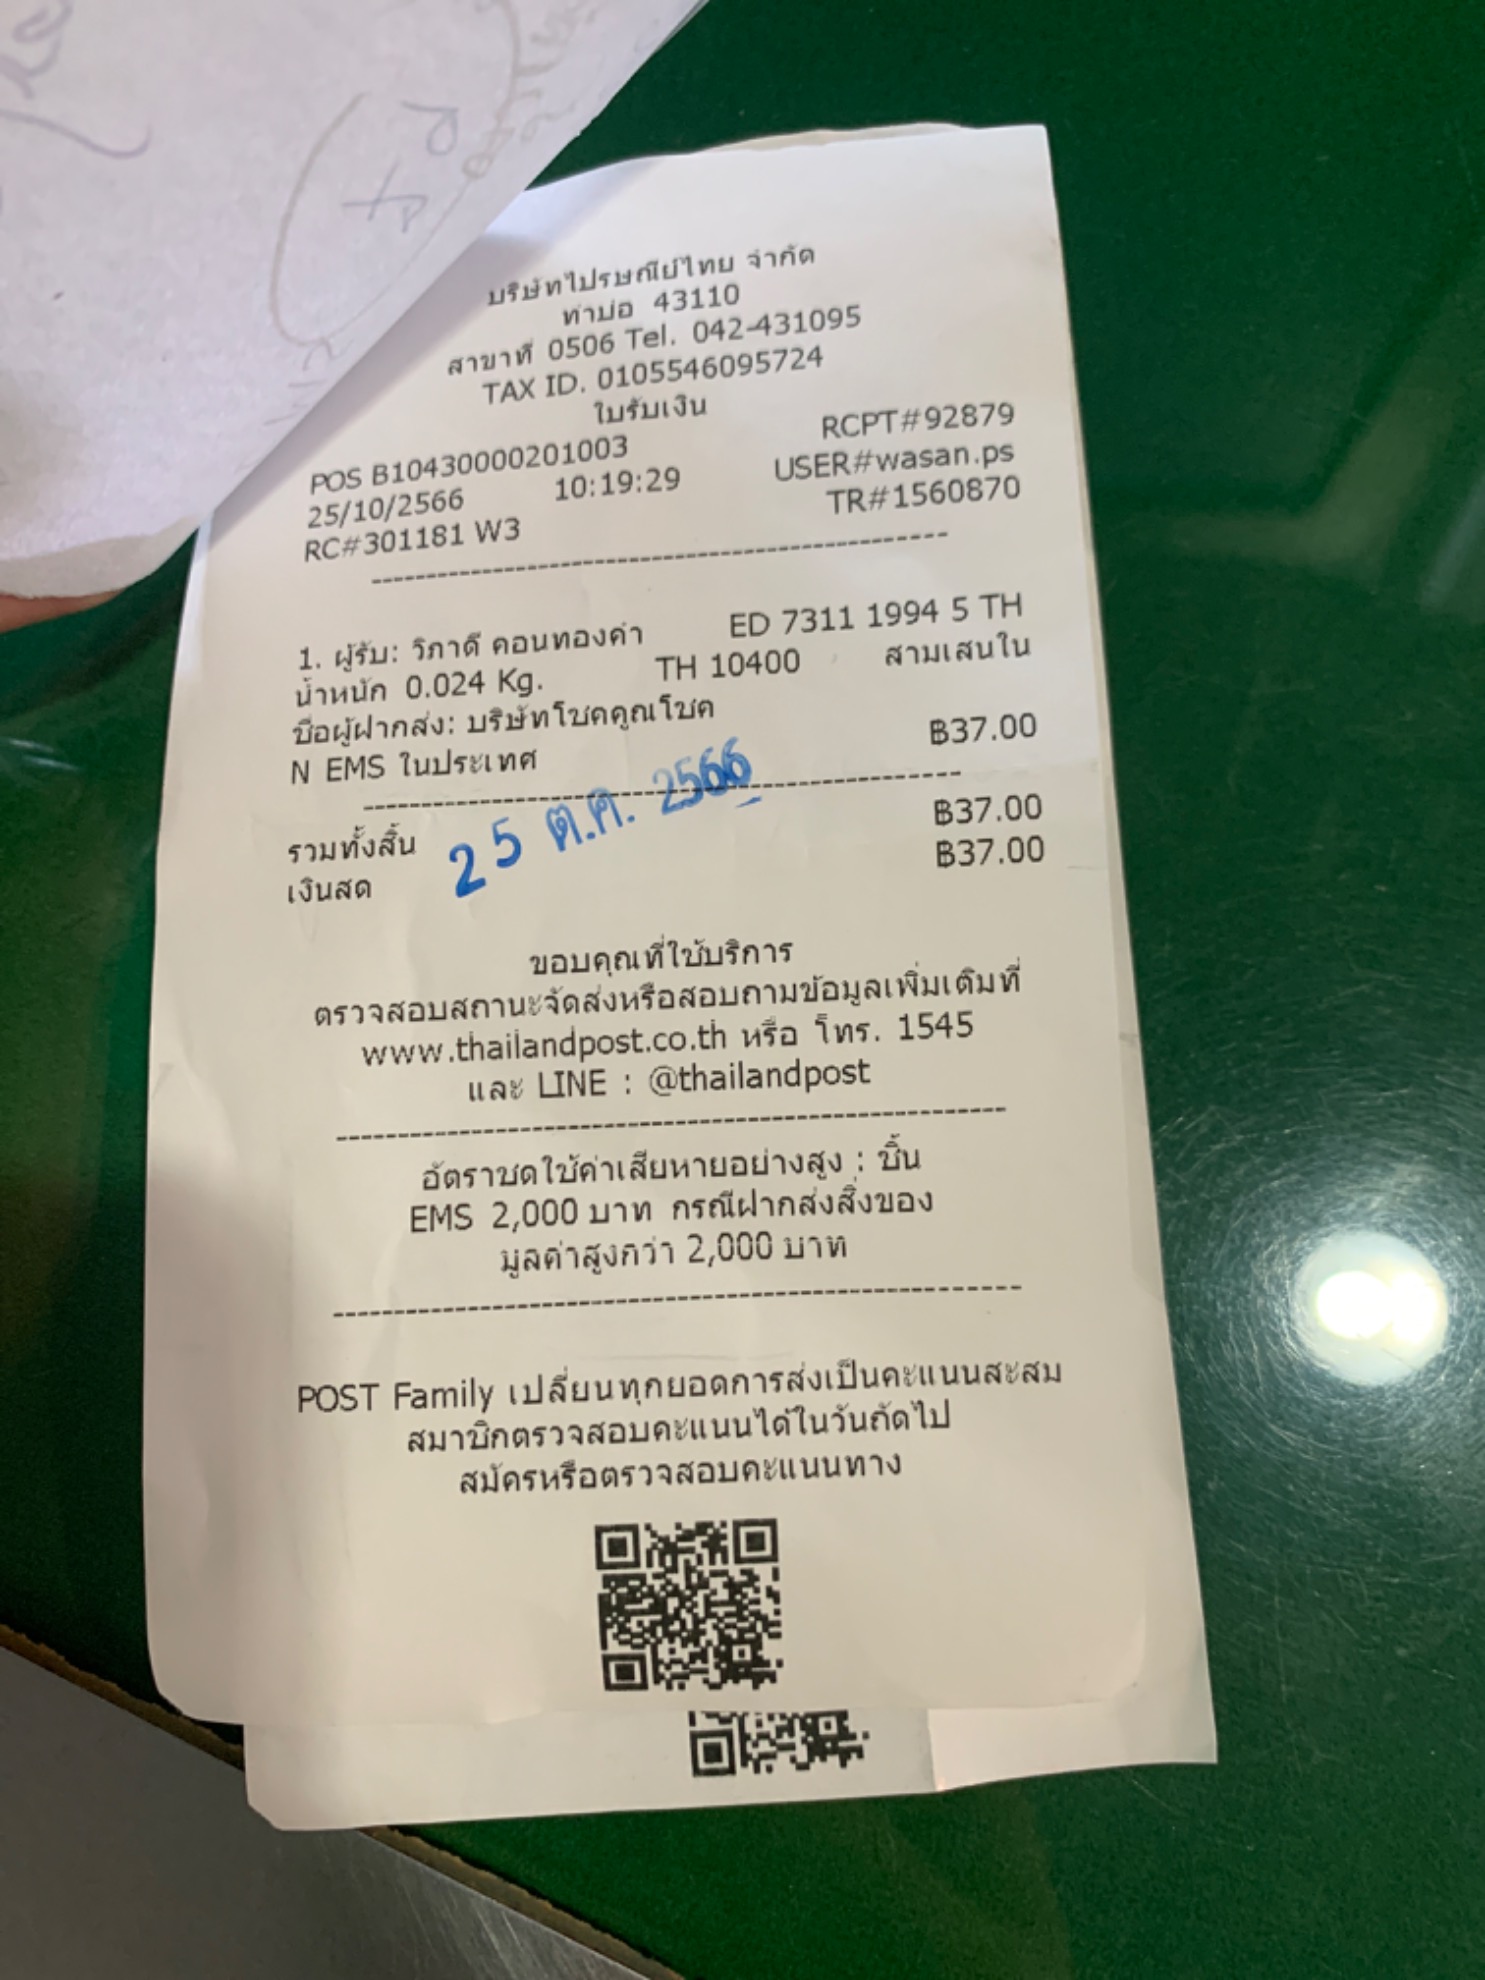 บริษัทไปรษณีย์ไทย จำกัด
ท่าบ่อ 43110
สาขาที่ 0506 Tel. 042-431095
TAX ID. 0105546095724
ใบรับเงิน
POS B10430000201003 RCPT#92879
25/10/2566 10:19:29 USER#wasan.ps
RC#301181 W3 TR#1560870
1. ผู้รับ: วิภาดี คอนทองคำ ED 7311 1994 5 TH
น้ำหนัก 0.024 Kg. TH 10400 สามเสนใน
ชื่อผู้ฝากส่ง: บริษัทโชคคูณโชค
N EMS ในประเทศ ฿37.00
25 ต.ค. 2566
รวมทั้งสิ้น ฿37.00
เงินสด ฿37.00
ขอบคุณที่ใช้บริการ
ตรวจสอบสถานะจัดส่งหรือสอบถามข้อมูลเพิ่มเติมที่
www.thailandpost.co.th หรือ โทร. 1545
และ LINE : @thailandpost
อัตราชดใช้ค่าเสียหายอย่างสูง : ชิ้น
EMS 2,000 บาท กรณีฝากส่งสิ่งของ
มูลค่าสูงกว่า 2,000 บาท
POST Family เปลี่ยนทุกยอดการส่งเป็นคะแนนสะสม
สมาชิกตรวจสอบคะแนนได้ในวันถัดไป
สมัครหรือตรวจสอบคะแนนทาง